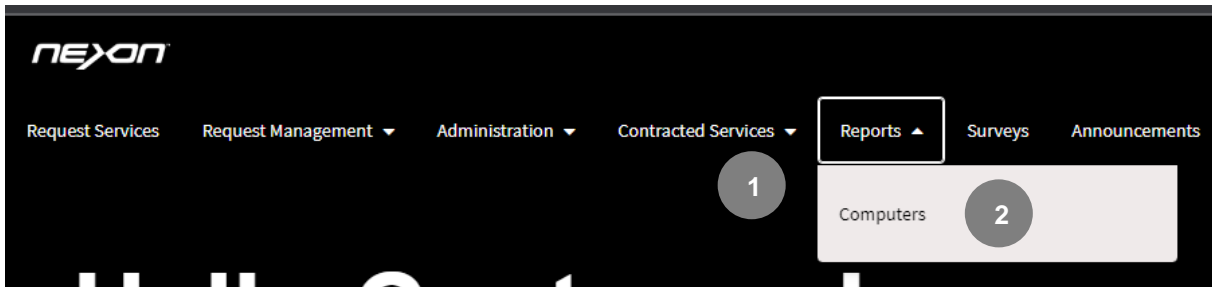 nexon
Request Services Request Management Administration Contracted Services Reports Surveys Announcements
1
Computers 2